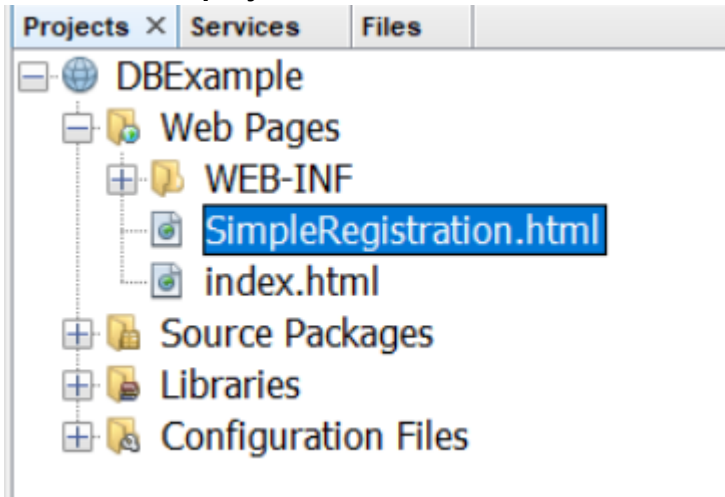 Projects Services Files
DBExample
Web Pages
WEB-INF
SimpleRegistration.html
index.html
Source Packages
Libraries
Configuration Files